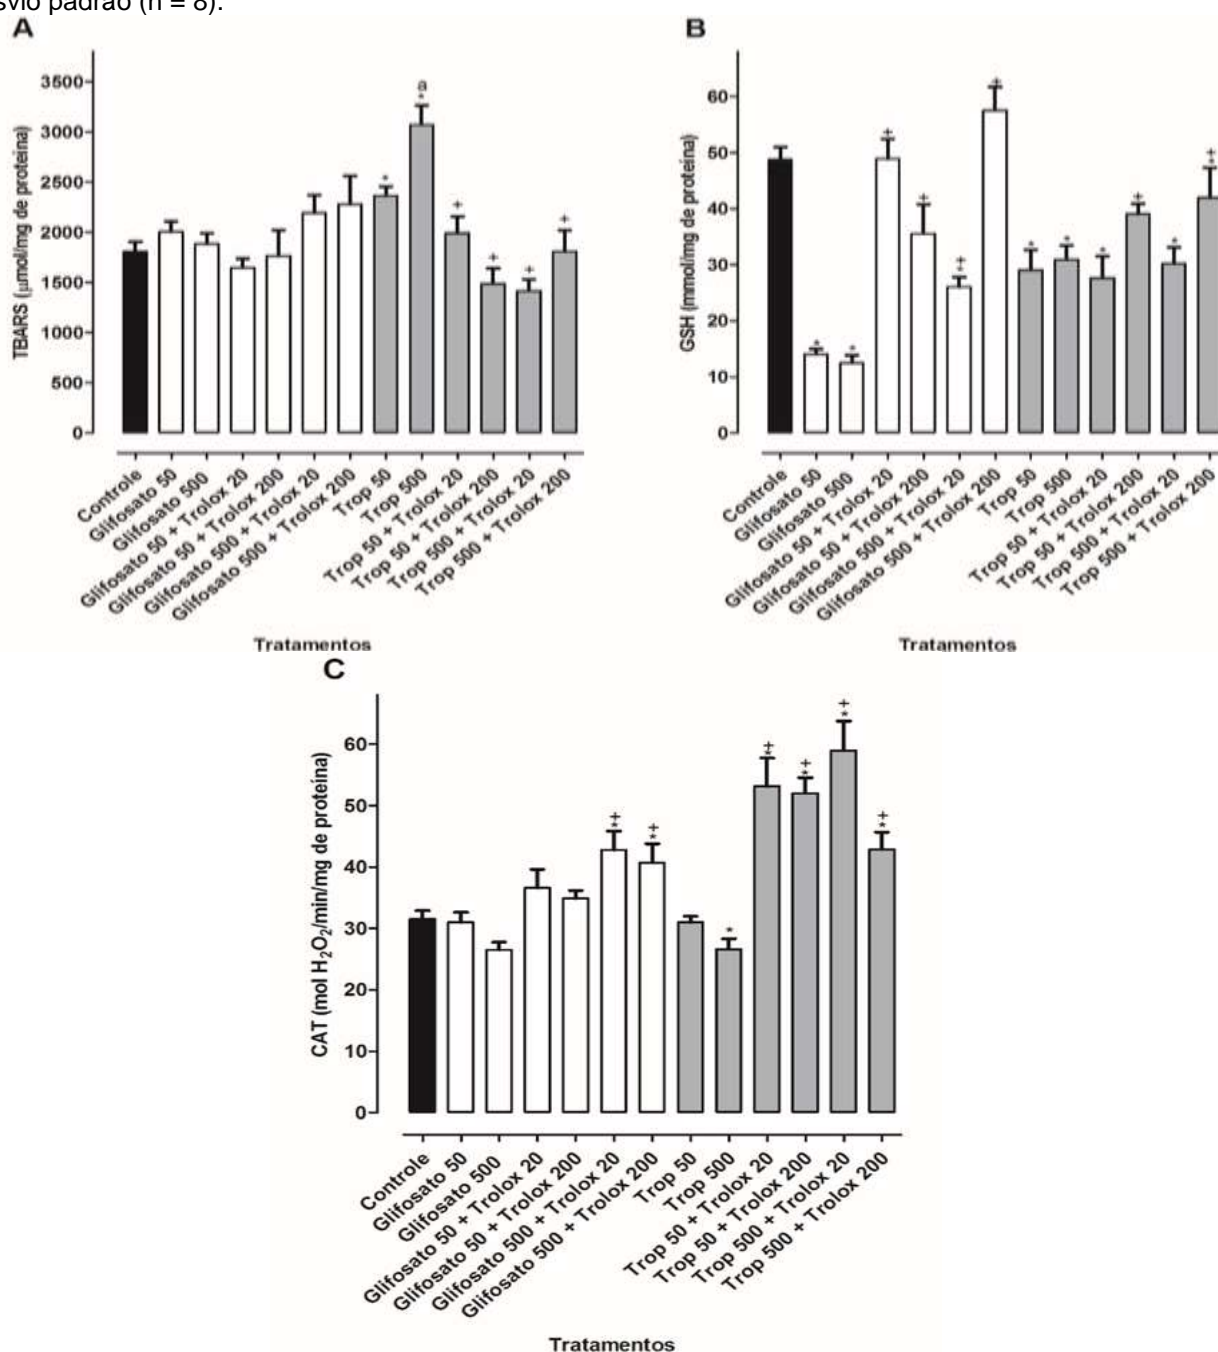 svio padrão (n = 8).
A
TBARS (µmol/mg de proteína)
3500
3000
2500
2000
1500
1000
500
0
a
*
*
+
+
+
+
Controle
Glifosato 50
Glifosato 500
Glifosato 50 + Trolox 20
Glifosato 50 + Trolox 200
Glifosato 500 + Trolox 20
Glifosato 500 + Trolox 200
Trop 50
Trop 500
Trop 50 + Trolox 20
Trop 50 + Trolox 200
Trop 500 + Trolox 20
Trop 500 + Trolox 200
Tratamentos
B
GSH (mmol/mg de proteína)
60
50
40
30
20
10
0
*
*
+
+
+
*
+
*
*
*
+
*
+
*
Controle
Glifosato 50
Glifosato 500
Glifosato 50 + Trolox 20
Glifosato 50 + Trolox 200
Glifosato 500 + Trolox 20
Glifosato 500 + Trolox 200
Trop 50
Trop 500
Trop 50 + Trolox 20
Trop 50 + Trolox 200
Trop 500 + Trolox 20
Trop 500 + Trolox 200
Tratamentos
C
CAT (mol H₂O₂/min/mg de proteína)
60
50
40
30
20
10
0
+
*
+
*
*
+
*
+
*
+
*
+
*
Controle
Glifosato 50
Glifosato 500
Glifosato 50 + Trolox 20
Glifosato 50 + Trolox 200
Glifosato 500 + Trolox 20
Glifosato 500 + Trolox 200
Trop 50
Trop 500
Trop 50 + Trolox 20
Trop 50 + Trolox 200
Trop 500 + Trolox 20
Trop 500 + Trolox 200
Tratamentos